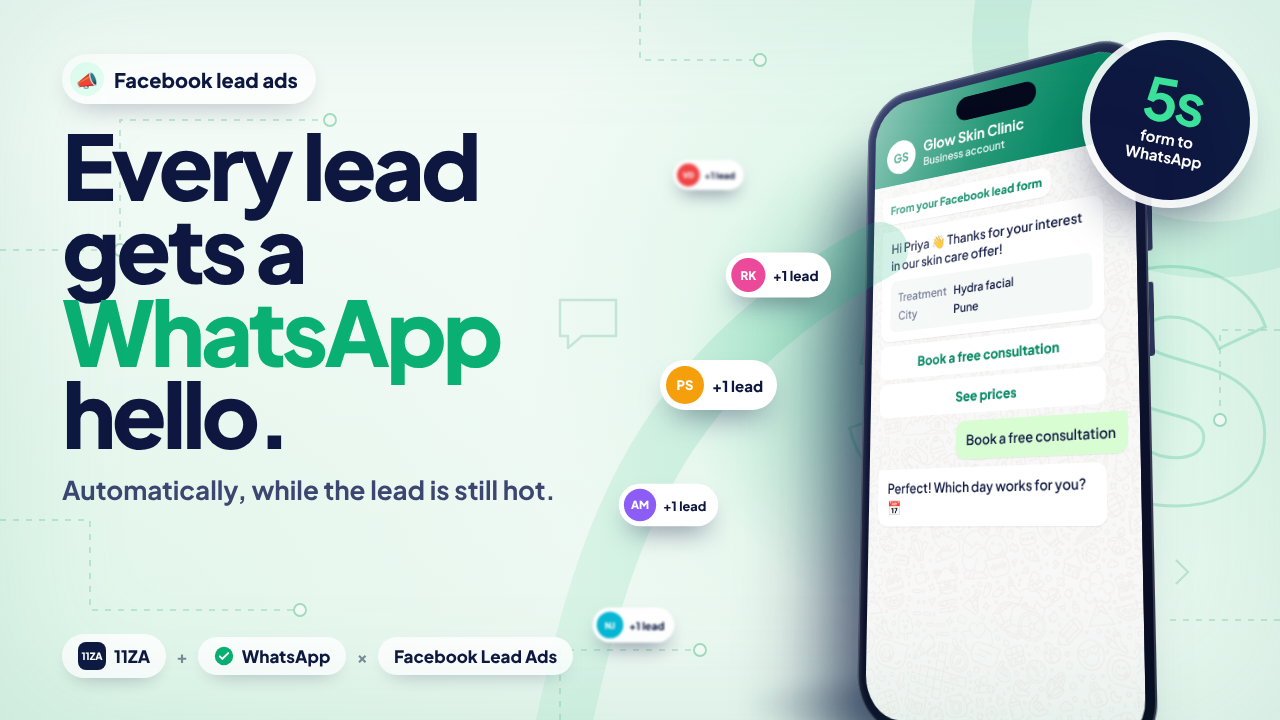 Facebook lead ads
Every lead
gets a
WhatsApp
hello.
Automatically, while the lead is still hot.
11ZA 11ZA + WhatsApp × Facebook Lead Ads
+1 lead
RK +1 lead
PS +1 lead
AM +1 lead
NJ +1 lead
GS Glow Skin Clinic
Business account
From your Facebook lead form
Hi Priya 👋 Thanks for your interest
in our skin care offer!
Treatment Hydra facial
City Pune
Book a free consultation
See prices
Book a free consultation
Perfect! Which day works for you?
📅
5s
form to
WhatsApp